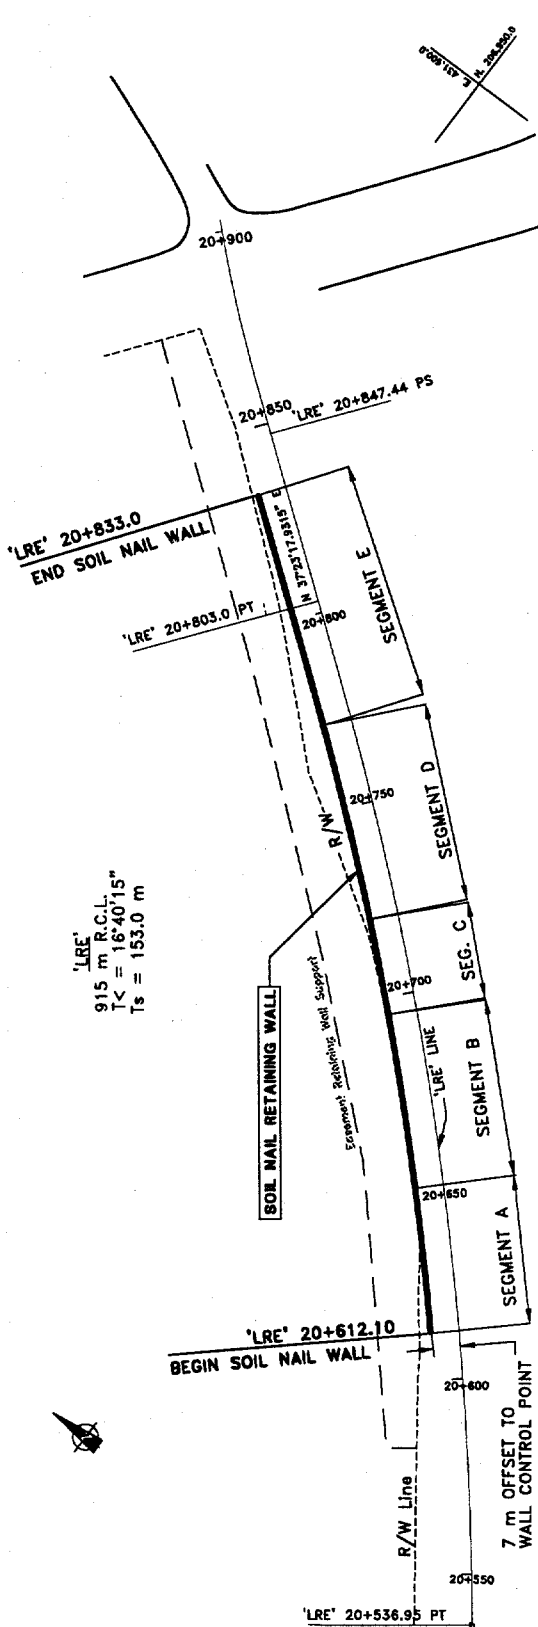 N. 206,950.0
E. 431,600.0
20+900
20+850
'LRE' 20+847.44 PS
'LRE' 20+833.0
END SOIL NAIL WALL
N 37°23'17.9315" E
SEGMENT E
'LRE' 20+803.0 PT
20+800
20+750
SEGMENT D
R/W
'LRE'
915 m R.C.L.
T< = 16°40'15"
Ts = 153.0 m
SEG. C
20+700
SOIL NAIL RETAINING WALL
Easement Retaining Wall Support
'LRE' LINE
SEGMENT B
20+650
SEGMENT A
'LRE' 20+612.10
BEGIN SOIL NAIL WALL
20+600
7 m OFFSET TO
WALL CONTROL POINT
R/W Line
20+550
'LRE' 20+536.95 PT